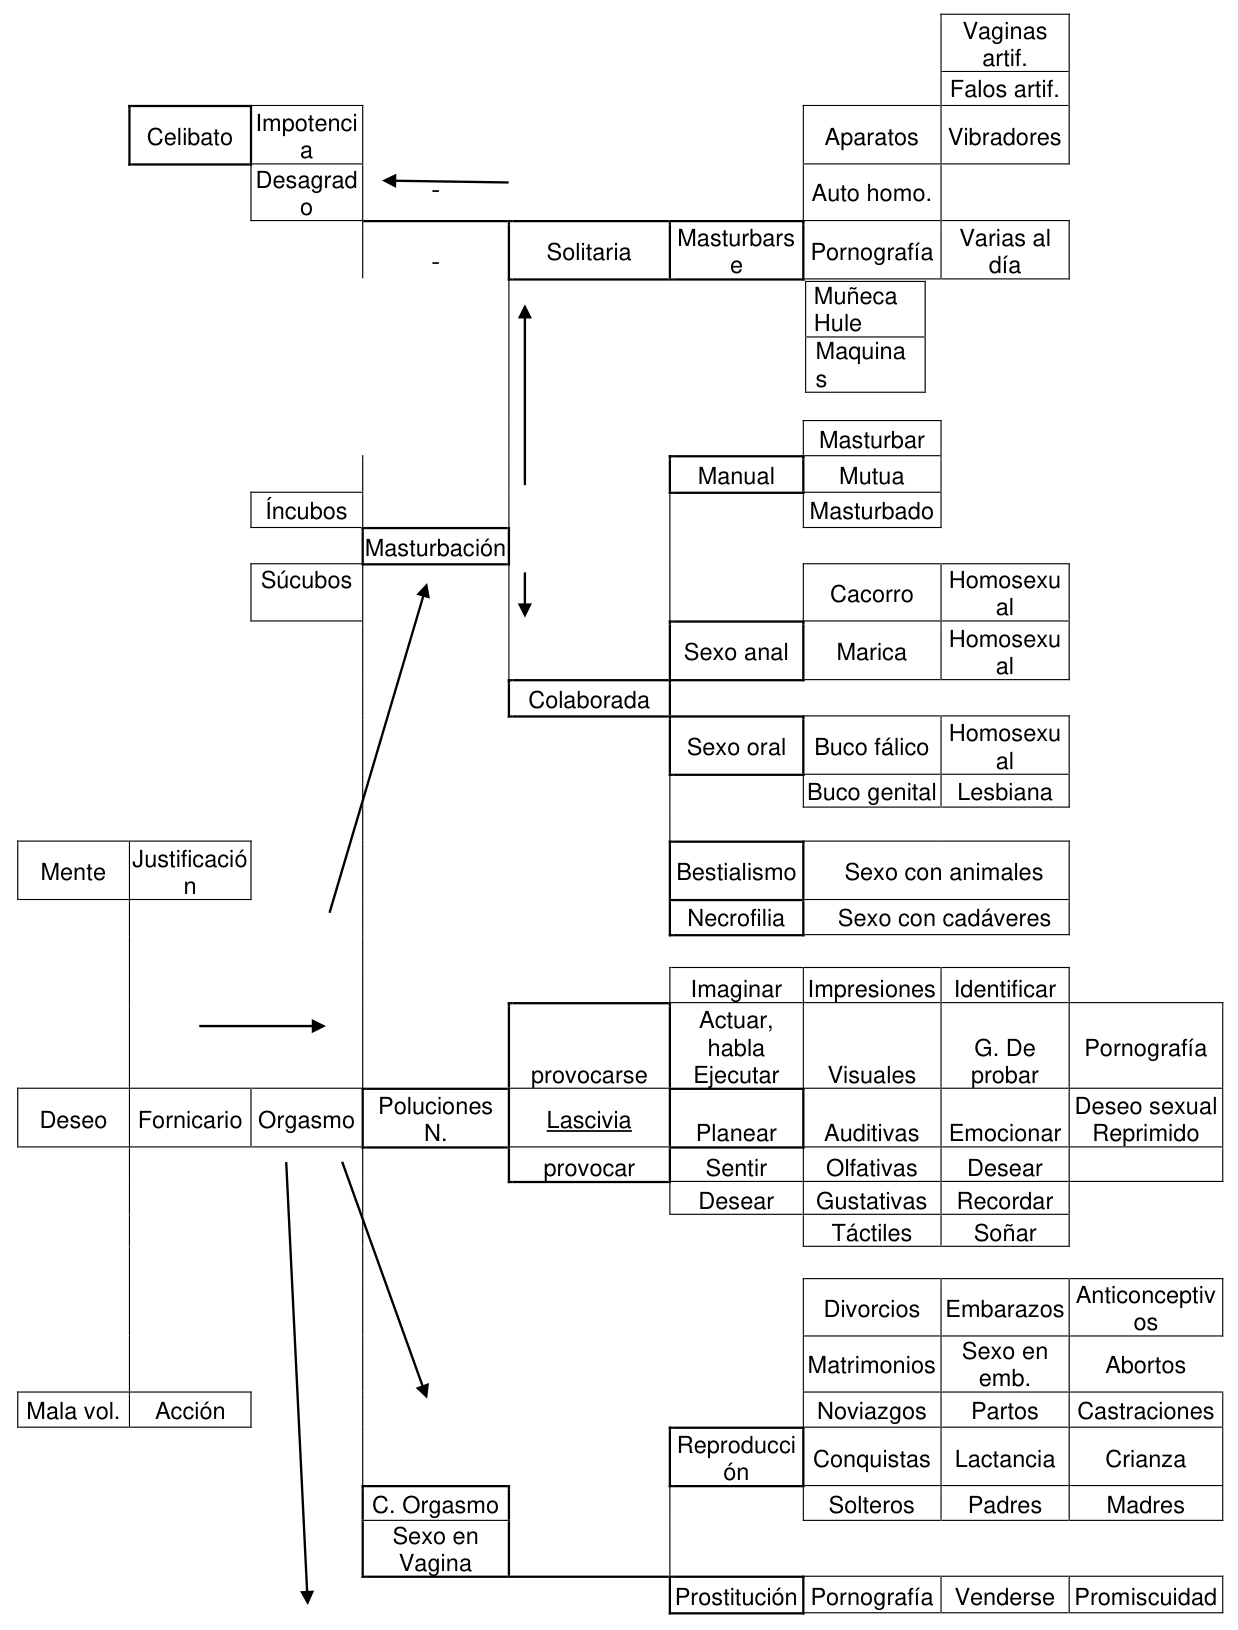 Vaginas
artif.
Falos artif.
Celibato
Impotenci
a
Aparatos
Vibradores
Desagrad
o
-
Auto homo.
-
Solitaria
Masturbars
e
Pornografía
Varias al
día
Muñeca
Hule
Maquina
s
Masturbar
Manual
Mutua
Íncubos
Masturbado
Masturbación
Súcubos
Cacorro
Homosexu
al
Sexo anal
Marica
Homosexu
al
Colaborada
Sexo oral
Buco fálico
Homosexu
al
Buco genital
Lesbiana
Mente
Justificació
n
Bestialismo
Sexo con animales
Necrofilia
Sexo con cadáveres
Imaginar
Impresiones
Identificar
provocarse
Actuar,
habla
Ejecutar
Visuales
G. De
probar
Pornografía
Deseo
Fornicario
Orgasmo
Poluciones
N.
Lascivia
Planear
Auditivas
Emocionar
Deseo sexual
Reprimido
provocar
Sentir
Olfativas
Desear
Desear
Gustativas
Recordar
Táctiles
Soñar
Divorcios
Embarazos
Anticonceptiv
os
Matrimonios
Sexo en
emb.
Abortos
Mala vol.
Acción
Noviazgos
Partos
Castraciones
Reproducci
ón
Conquistas
Lactancia
Crianza
C. Orgasmo
Solteros
Padres
Madres
Sexo en
Vagina
Prostitución
Pornografía
Venderse
Promiscuidad